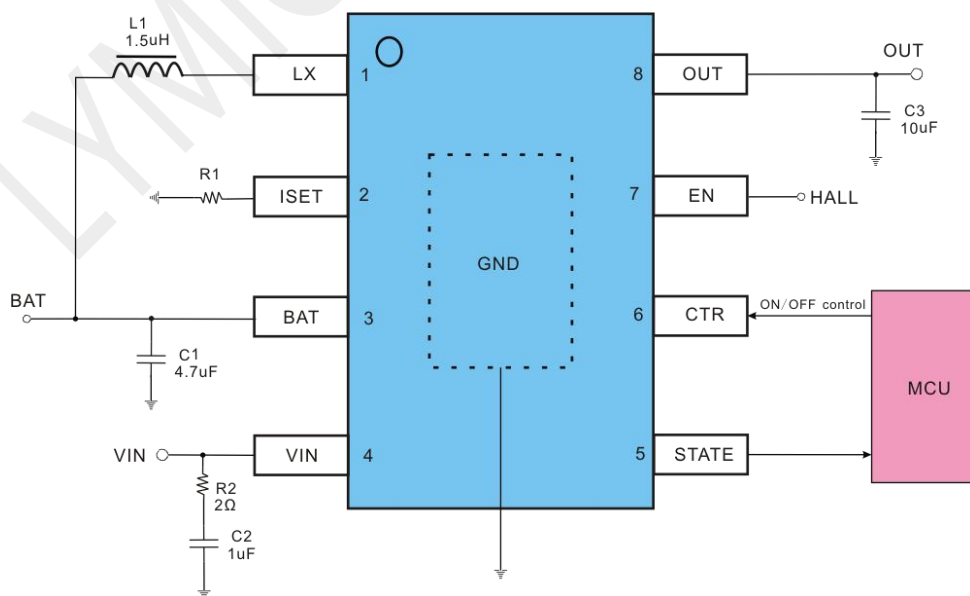 LYMI
L1
1.5uH
LX
1
8
OUT
OUT
C3
10uF
R1
ISET
2
7
EN
HALL
GND
BAT
BAT
3
6
CTR
ON/OFF control
MCU
C1
4.7uF
VIN
VIN
4
5
STATE
R2
2Ω
C2
1uF